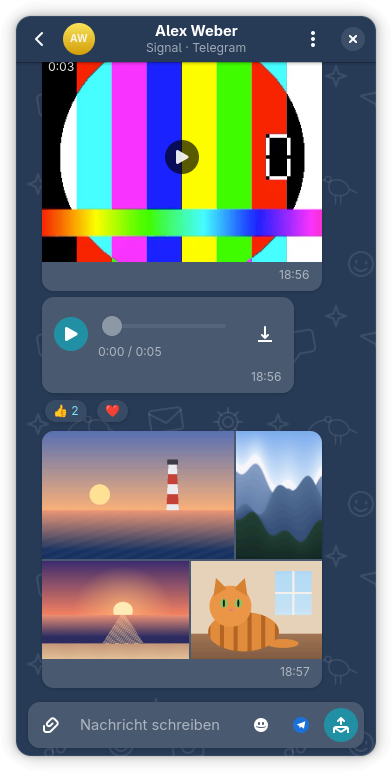 AW
Alex Weber
Signal · Telegram
0:03
18:56
0:00 / 0:05
18:56
👍 2 ❤️
18:57
Nachricht schreiben